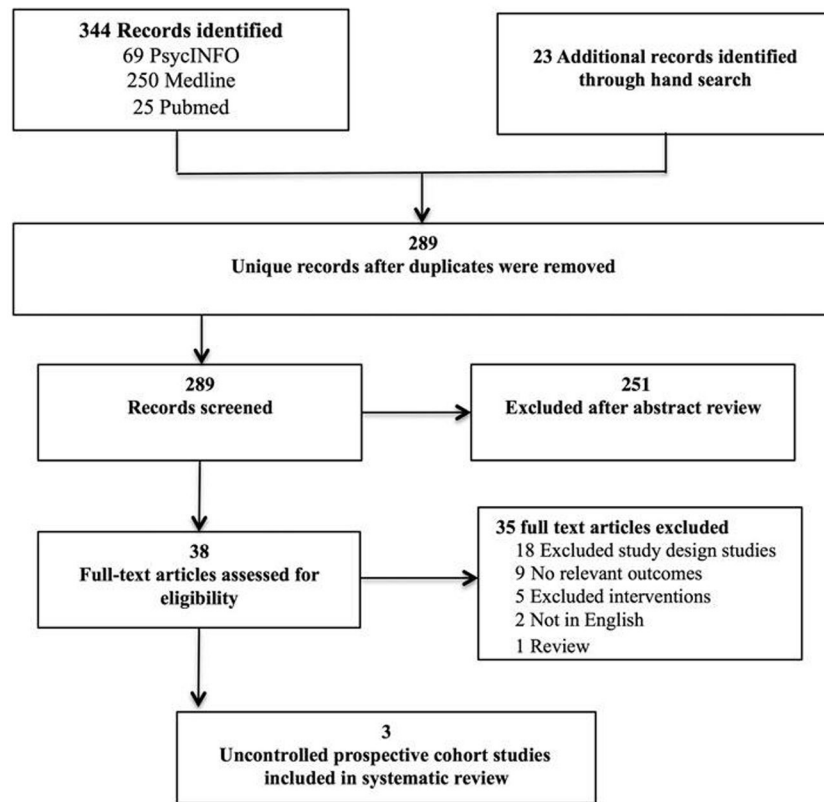 344 Records identified
69 PsycINFO
250 Medline
25 Pubmed
23 Additional records identified
through hand search
289
Unique records after duplicates were removed
289
Records screened
251
Excluded after abstract review
38
Full-text articles assessed for
eligibility
35 full text articles excluded
18 Excluded study design studies
9 No relevant outcomes
5 Excluded interventions
2 Not in English
1 Review
3
Uncontrolled prospective cohort studies
included in systematic review